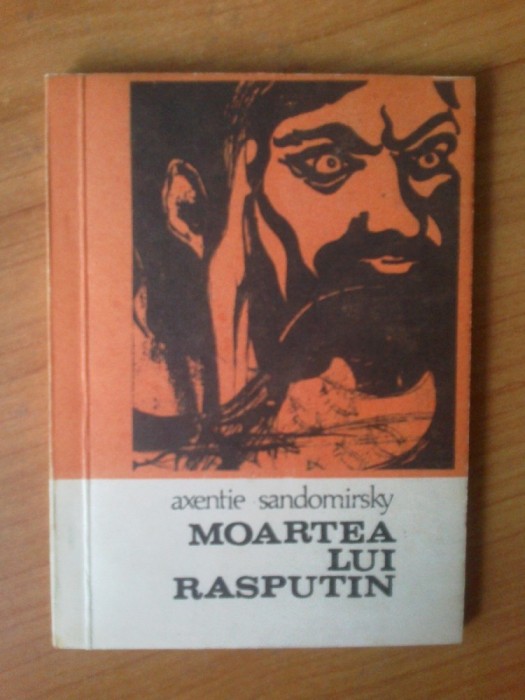 axentie sandomirsky
MOARTEA
LUI
RASPUTIN